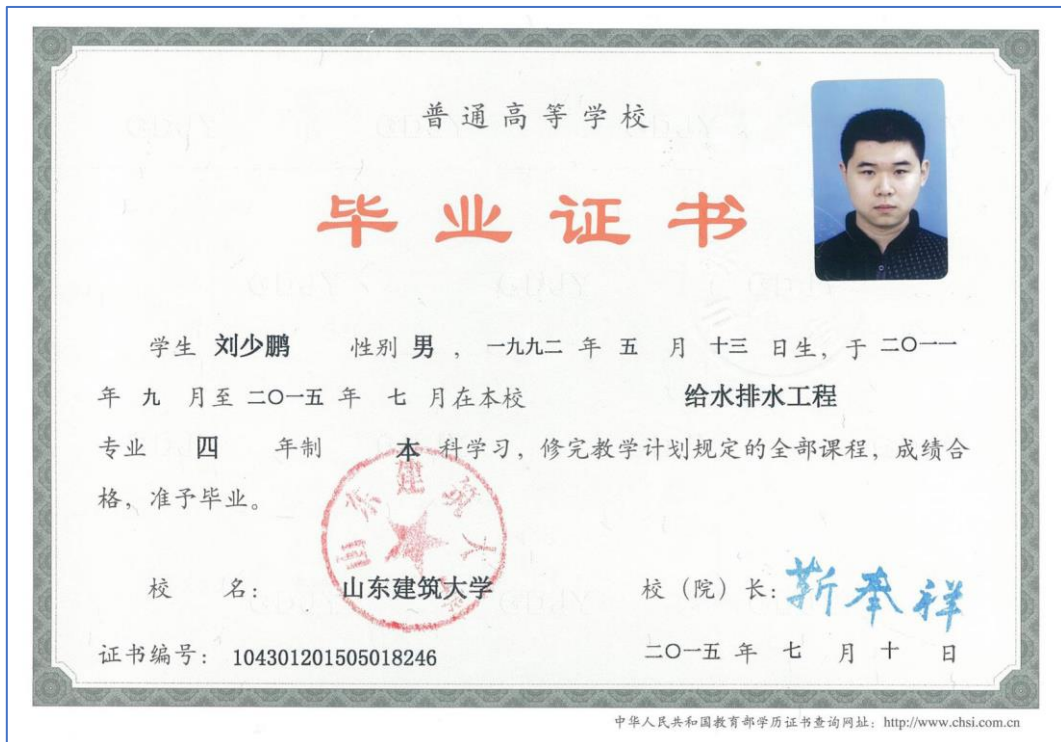 普通高等学校
毕业证书
学生 刘少鹏 性别 男 ，一九九二 年 五 月 十三 日生，于 二〇一一
年 九 月至 二〇一五 年 七 月在本校 给水排水工程
专业 四 年制 本 科学习，修完教学计划规定的全部课程，成绩合
格，准予毕业。
山东建筑大学
校 名： 山东建筑大学 校（院）长：靳奉祥
证书编号： 104301201505018246 二〇一五 年 七 月 十 日
中华人民共和国教育部学历证书查询网址：http://www.chsi.com.cn